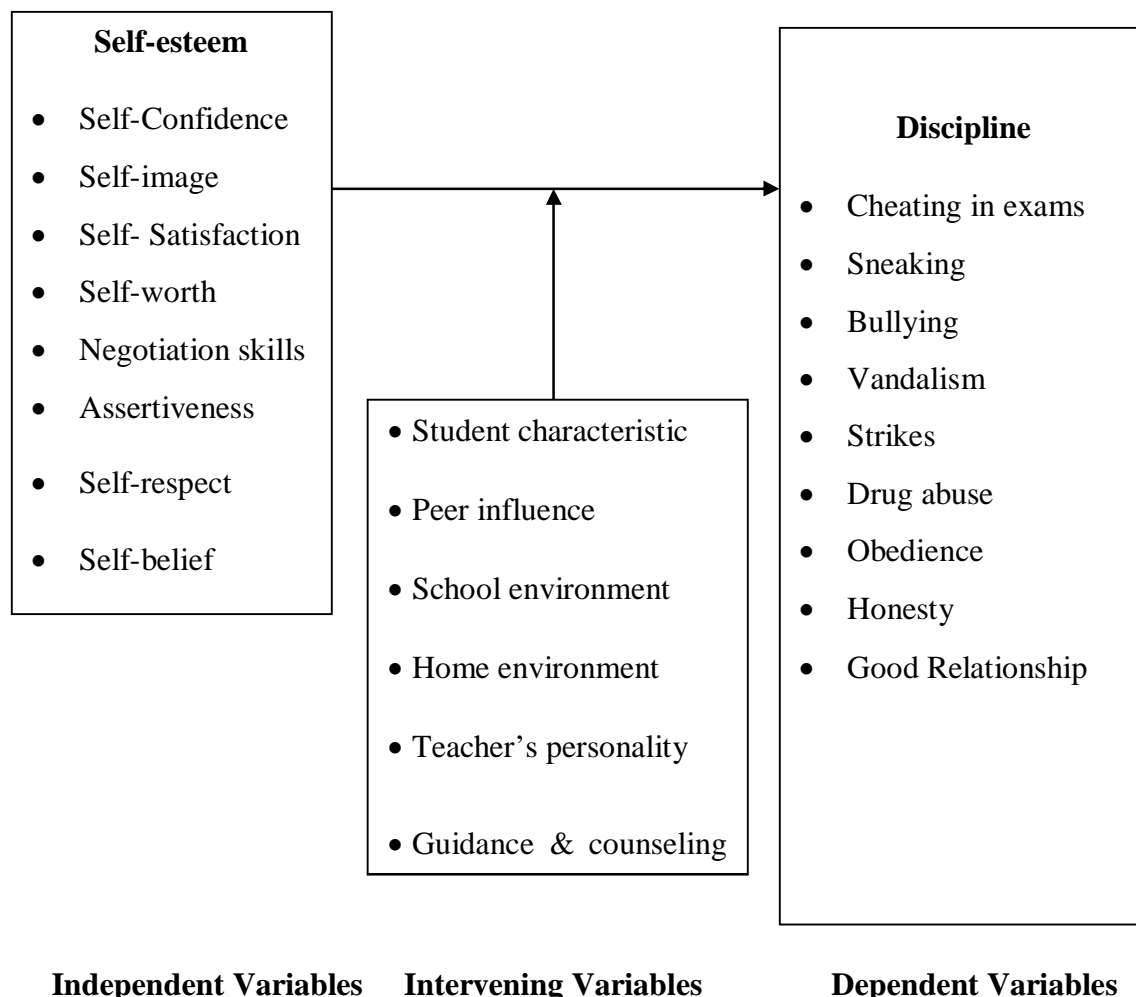 Self-esteem
• Self-Confidence
• Self-image
• Self- Satisfaction
• Self-worth
• Negotiation skills
• Assertiveness
• Self-respect
• Self-belief
• Student characteristic
• Peer influence
• School environment
• Home environment
• Teacher’s personality
• Guidance & counseling
Discipline
• Cheating in exams
• Sneaking
• Bullying
• Vandalism
• Strikes
• Drug abuse
• Obedience
• Honesty
• Good Relationship
Independent Variables
Intervening Variables
Dependent Variables